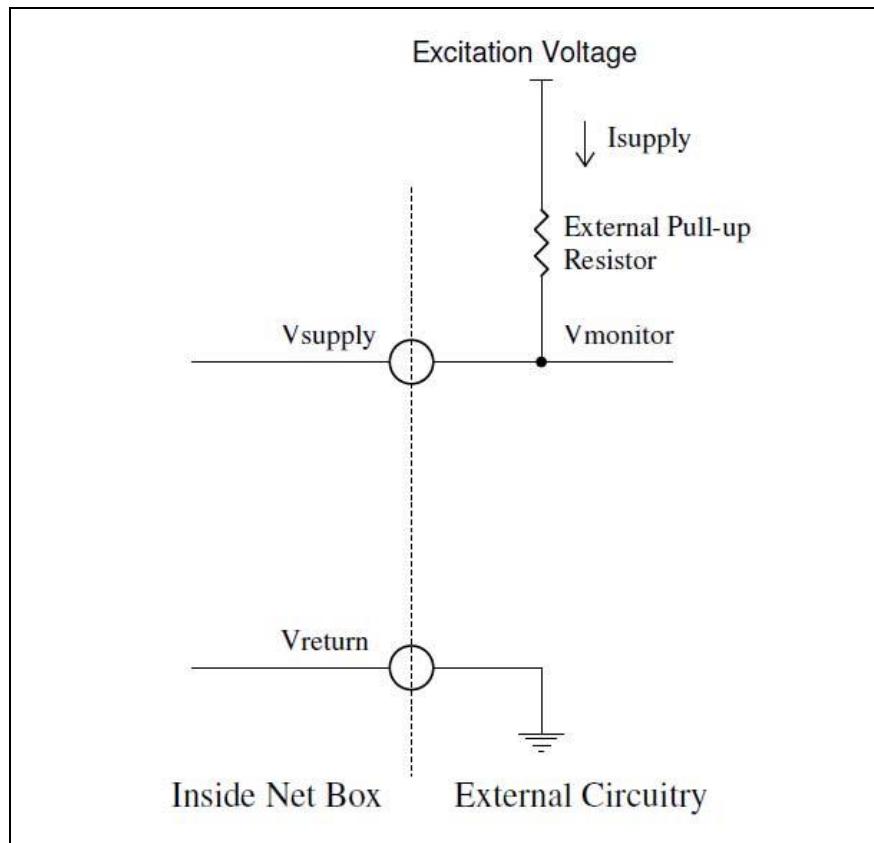 Excitation Voltage
Isupply
External Pull-up
Resistor
Vsupply
Vmonitor
Vreturn
Inside Net Box
External Circuitry